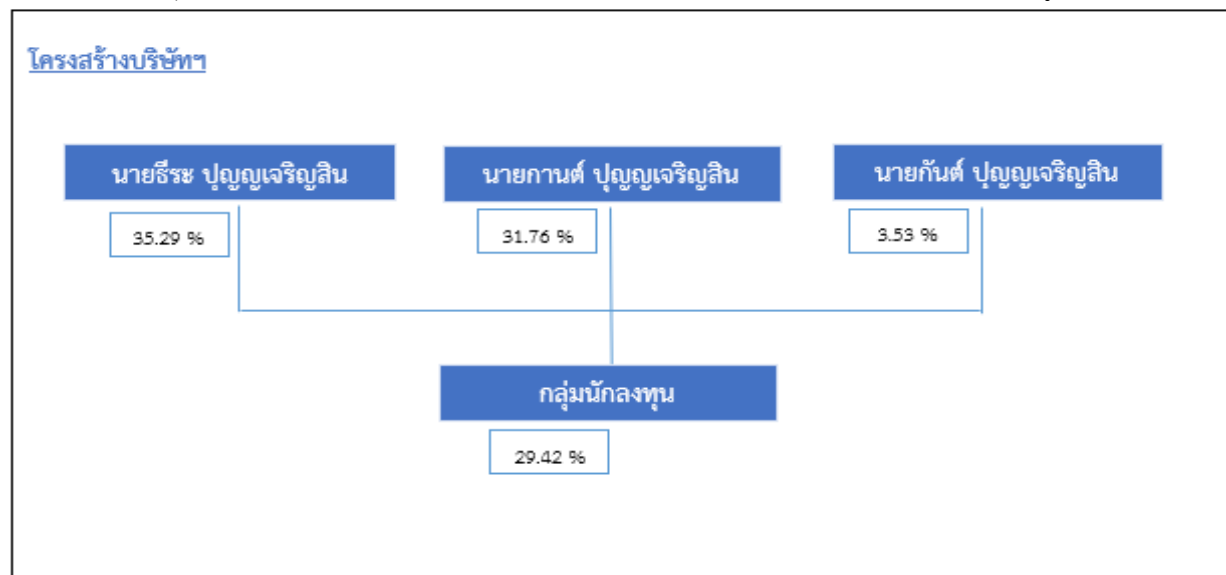 โครงสร้างบริษัทฯ
นายธีระ ปุญญเจริญสิน
นายกานต์ ปุญญเจริญสิน
นายกันต์ ปุญญเจริญสิน
35.29 %
31.76 %
3.53 %
กลุ่มนักลงทุน
29.42 %